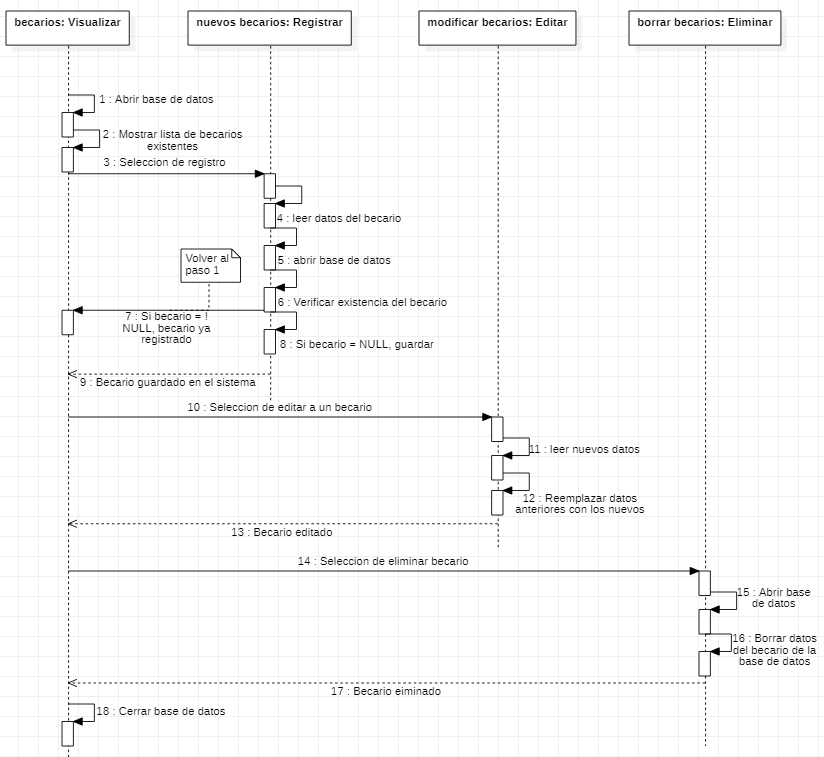 becarios: Visualizar
nuevos becarios: Registrar
modificar becarios: Editar
borrar becarios: Eliminar
1 : Abrir base de datos
2 : Mostrar lista de becarios
existentes
3 : Seleccion de registro
4 : leer datos del becario
Volver al
paso 1
5 : abrir base de datos
6 : Verificar existencia del becario
7 : Si becario = !
NULL, becario ya
registrado
8 : Si becario = NULL, guardar
9 : Becario guardado en el sistema
10 : Seleccion de editar a un becario
11 : leer nuevos datos
12 : Reemplazar datos
anteriores con los nuevos
13 : Becario editado
14 : Seleccion de eliminar becario
15 : Abrir base
de datos
16 : Borrar datos
del becario de la
base de datos
17 : Becario eiminado
18 : Cerrar base de datos